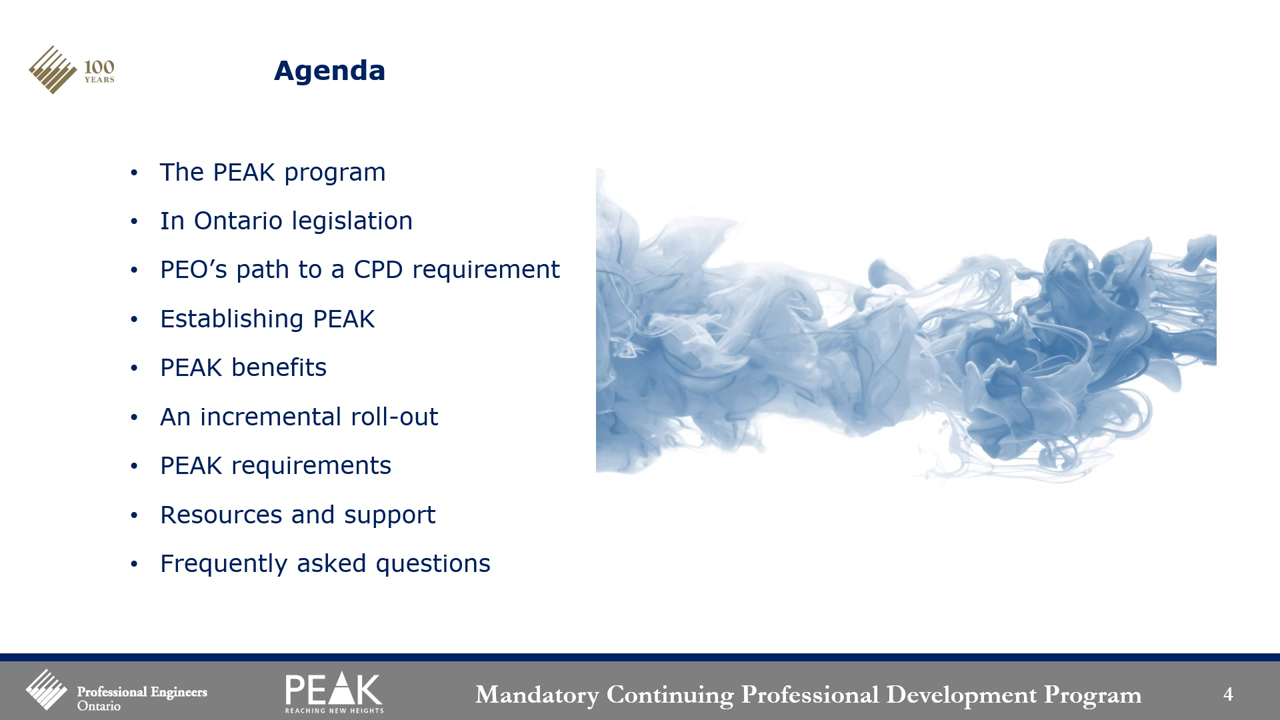 100
YEARS
Agenda
• The PEAK program
• In Ontario legislation
• PEO’s path to a CPD requirement
• Establishing PEAK
• PEAK benefits
• An incremental roll-out
• PEAK requirements
• Resources and support
• Frequently asked questions
Professional Engineers
Ontario
PEAK
REACHING NEW HEIGHTS
Mandatory Continuing Professional Development Program
4